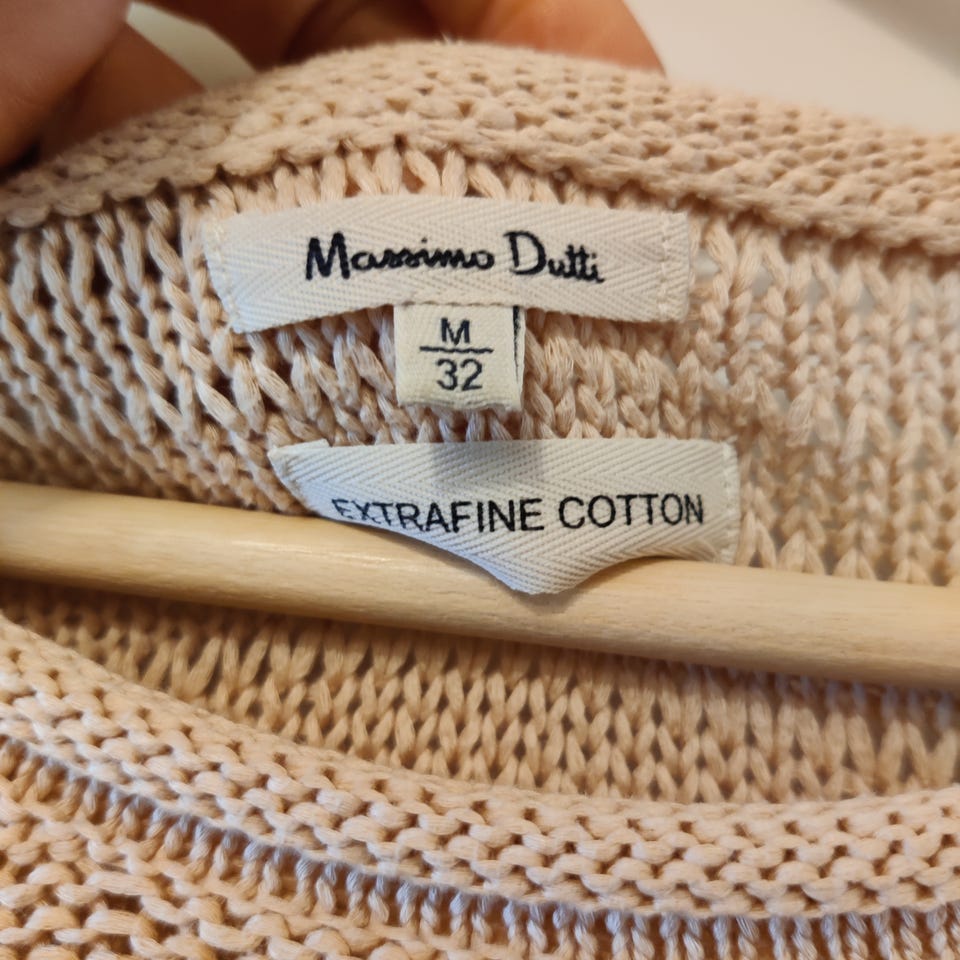 Massimo Dutti
M
32
EXTRAFINE COTTON